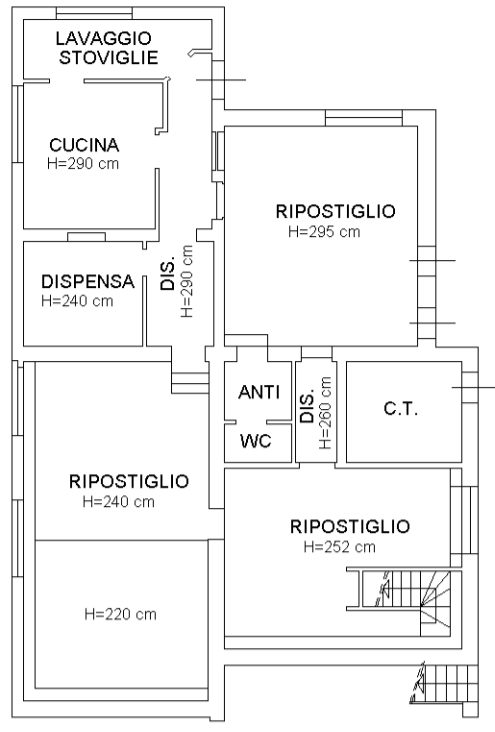 LAVAGGIO
STOVIGLIE
CUCINA
H=290 cm
RIPOSTIGLIO
H=295 cm
DIS.
H=290 cm
DISPENSA
H=240 cm
ANTI
WC
DIS.
H=260 cm
C.T.
RIPOSTIGLIO
H=240 cm
RIPOSTIGLIO
H=252 cm
H=220 cm